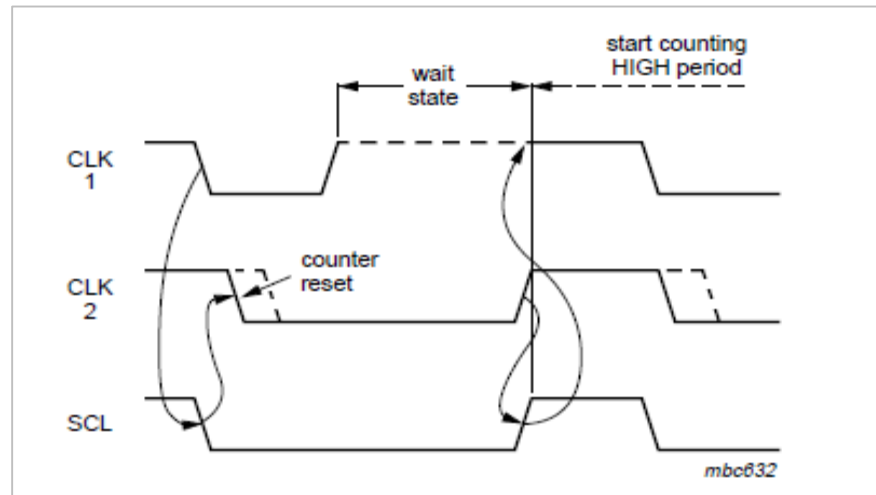 start counting
HIGH period
wait
state
CLK
1
counter
reset
CLK
2
SCL
mbc632